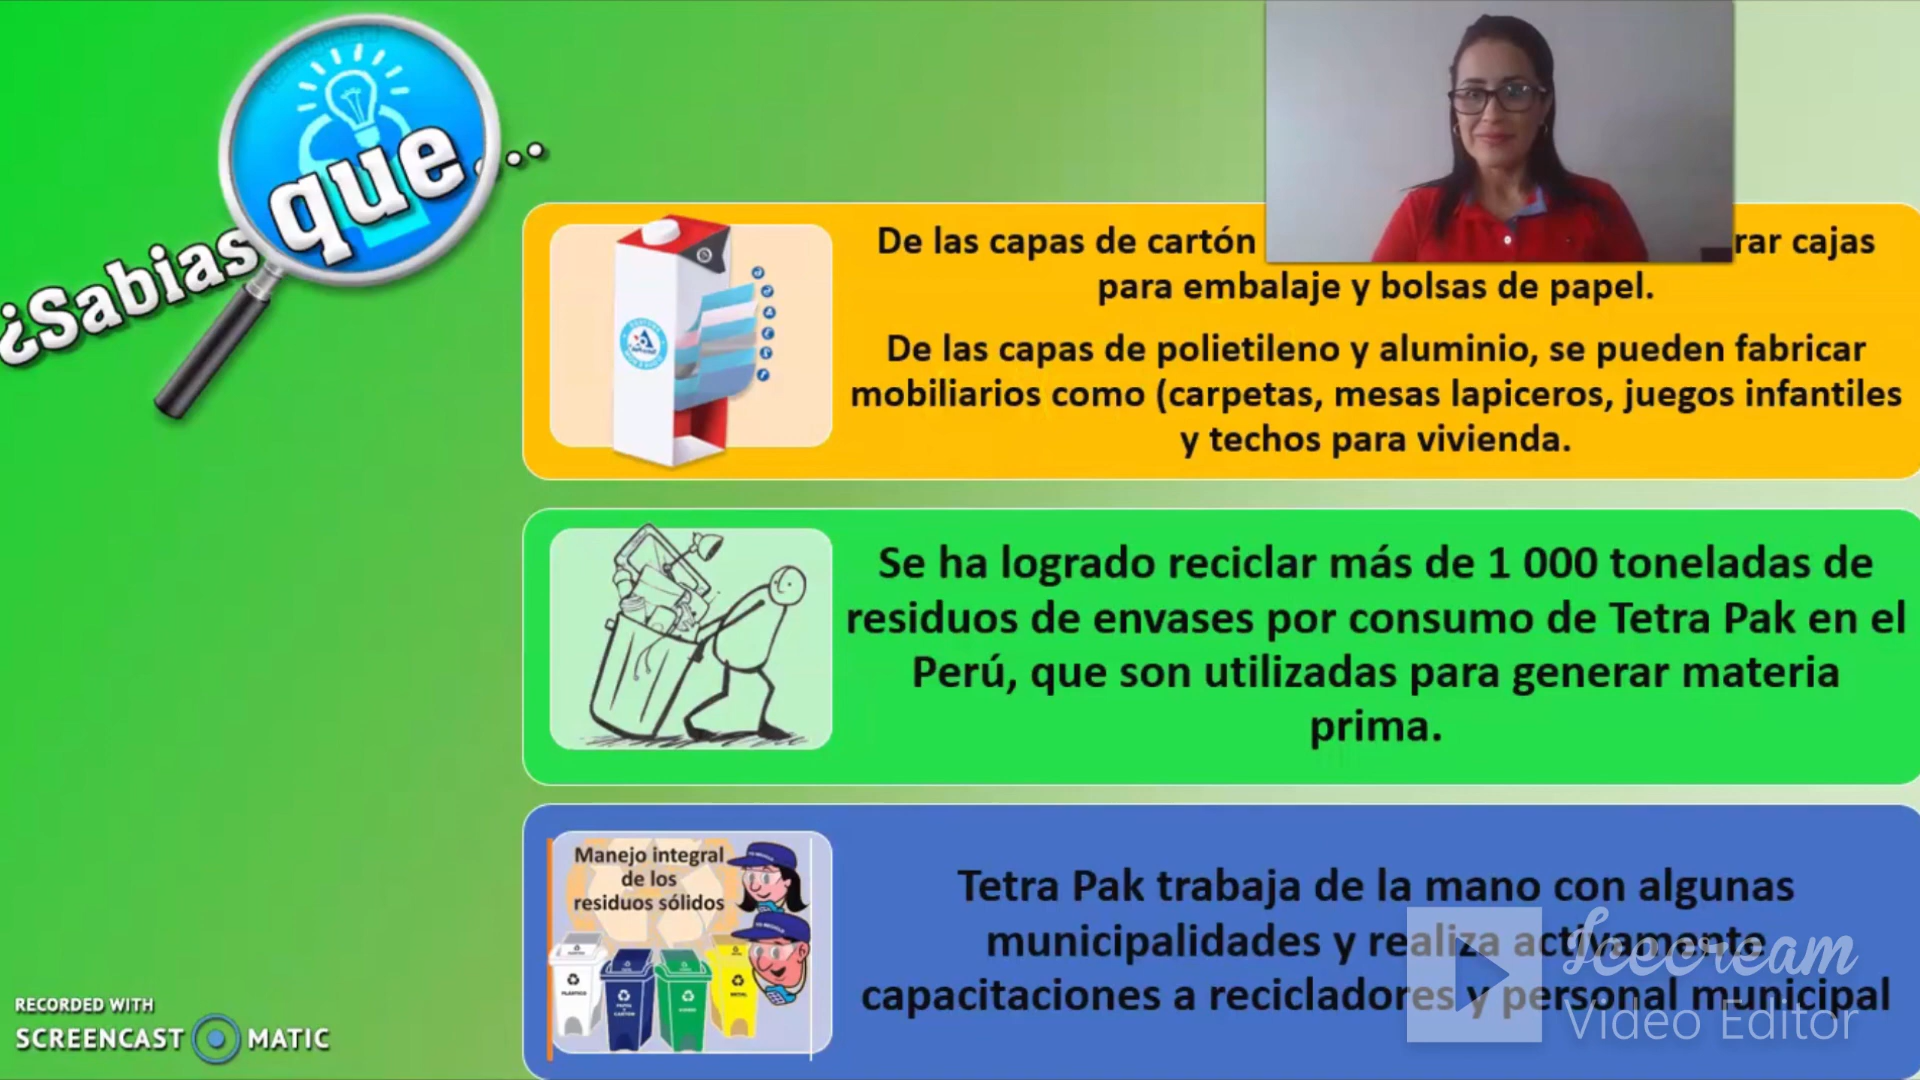 ¿Sabias que...
De las capas de cartón rar cajas
para embalaje y bolsas de papel.
De las capas de polietileno y aluminio, se pueden fabricar
mobiliarios como (carpetas, mesas lapiceros, juegos infantiles
y techos para vivienda.
Se ha logrado reciclar más de 1 000 toneladas de
residuos de envases por consumo de Tetra Pak en el
Perú, que son utilizadas para generar materia
prima.
Manejo integral
de los
residuos sólidos
Tetra Pak trabaja de la mano con algunas
municipalidades y realiza activamente
capacitaciones a recicladores y personal municipal
RECORDED WITH
SCREENCAST MATIC
Icecream
Video Editor